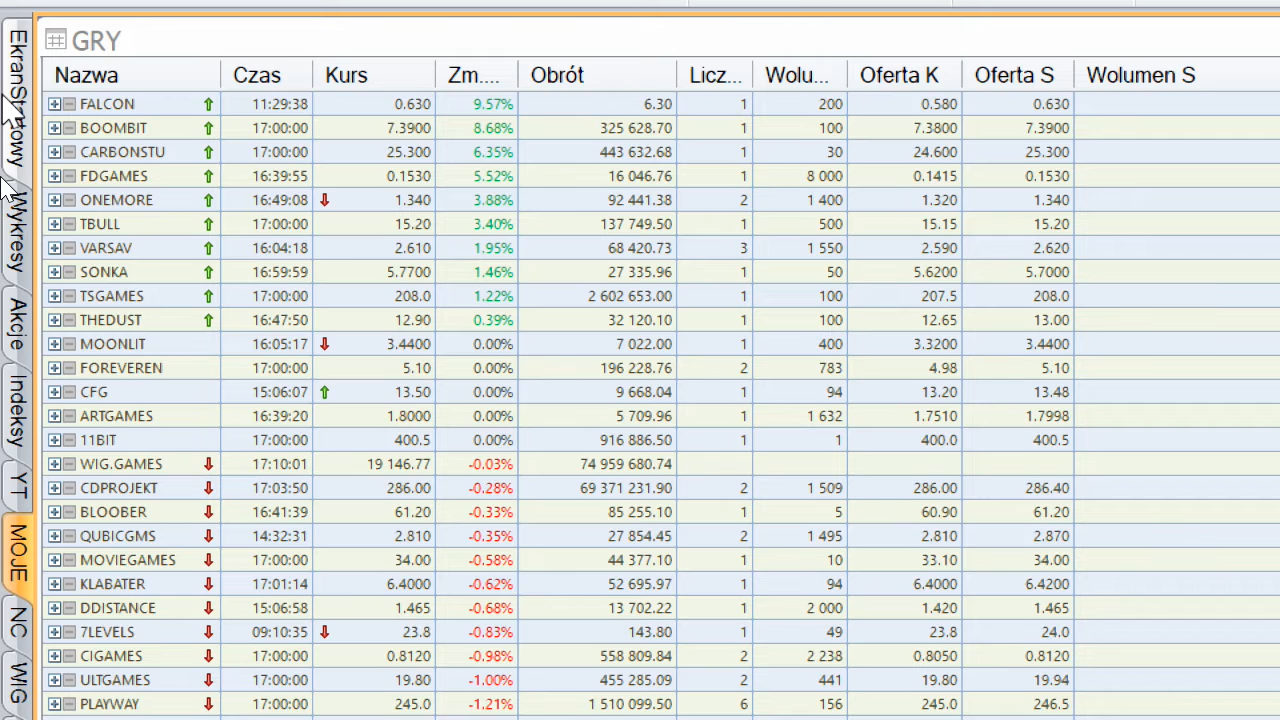 GRY
Nazwa Czas Kurs Zm.... Obrót Licz... Wolu... Oferta K Oferta S Wolumen S
FALCON 11:29:38 0.630 9.57% 6.30 1 200 0.580 0.630
BOOMBIT 17:00:00 7.3900 8.68% 325 628.70 1 100 7.3800 7.3900
CARBONSTU 17:00:00 25.300 6.35% 443 632.68 1 30 24.600 25.300
FDGAMES 16:39:55 0.1530 5.52% 16 046.76 1 8 000 0.1415 0.1530
ONEMORE 16:49:08 1.340 3.88% 92 441.38 2 1 400 1.320 1.340
TBULL 17:00:00 15.20 3.40% 137 749.50 1 500 15.15 15.20
VARSAV 16:04:18 2.610 1.95% 68 420.73 3 1 550 2.590 2.620
SONKA 16:59:59 5.7700 1.46% 27 335.96 1 50 5.6200 5.7000
TSGAMES 17:00:00 208.0 1.22% 2 602 653.00 1 100 207.5 208.0
THEDUST 16:47:50 12.90 0.39% 32 120.10 1 100 12.65 13.00
MOONLIT 16:05:17 3.4400 0.00% 7 022.00 1 400 3.3200 3.4400
FOREVEREN 17:00:00 5.10 0.00% 196 228.76 2 783 4.98 5.10
CFG 15:06:07 13.50 0.00% 9 668.04 1 94 13.20 13.48
ARTGAMES 16:39:20 1.8000 0.00% 5 709.96 1 1 632 1.7510 1.7998
11BIT 17:00:00 400.5 0.00% 916 886.50 1 1 400.0 400.5
WIG.GAMES 17:10:01 19 146.77 -0.03% 74 959 680.74
CDPROJEKT 17:03:50 286.00 -0.28% 69 371 231.90 2 1 509 286.00 286.40
BLOOBER 16:41:39 61.20 -0.33% 85 255.10 1 5 60.90 61.20
QUBICGMS 14:32:31 2.810 -0.35% 27 854.45 2 1 495 2.810 2.870
MOVIEGAMES 17:00:00 34.00 -0.58% 44 377.10 1 10 33.10 34.00
KLABATER 17:01:14 6.4000 -0.62% 52 695.97 1 94 6.4000 6.4200
DDISTANCE 15:06:58 1.465 -0.68% 13 702.22 1 2 000 1.420 1.465
7LEVELS 09:10:35 23.8 -0.83% 143.80 1 49 23.8 24.0
CIGAMES 17:00:00 0.8120 -0.98% 558 809.84 2 2 238 0.8050 0.8120
ULTGAMES 17:00:00 19.80 -1.00% 455 285.09 2 441 19.80 19.94
PLAYWAY 17:00:00 245.0 -1.21% 1 510 099.50 6 156 245.0 246.5
EkranStartowy
Wykresy
Akcje
Indeksy
YT
MOJE
NC
WIG